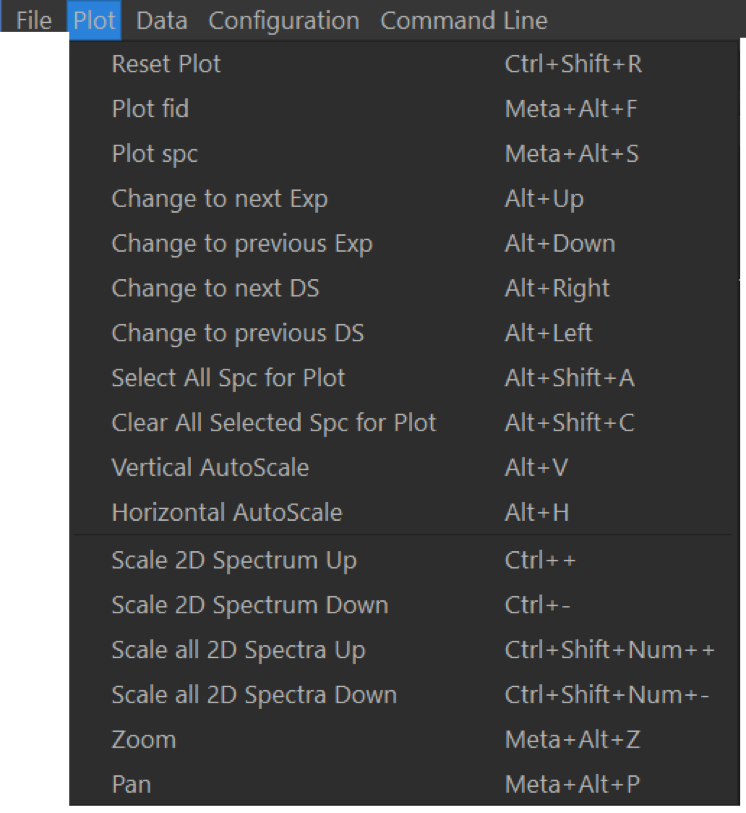 File Plot Data Configuration Command Line
Reset Plot Ctrl+Shift+R
Plot fid Meta+Alt+F
Plot spc Meta+Alt+S
Change to next Exp Alt+Up
Change to previous Exp Alt+Down
Change to next DS Alt+Right
Change to previous DS Alt+Left
Select All Spc for Plot Alt+Shift+A
Clear All Selected Spc for Plot Alt+Shift+C
Vertical AutoScale Alt+V
Horizontal AutoScale Alt+H
Scale 2D Spectrum Up Ctrl++
Scale 2D Spectrum Down Ctrl+-
Scale all 2D Spectra Up Ctrl+Shift+Num++
Scale all 2D Spectra Down Ctrl+Shift+Num+-
Zoom Meta+Alt+Z
Pan Meta+Alt+P